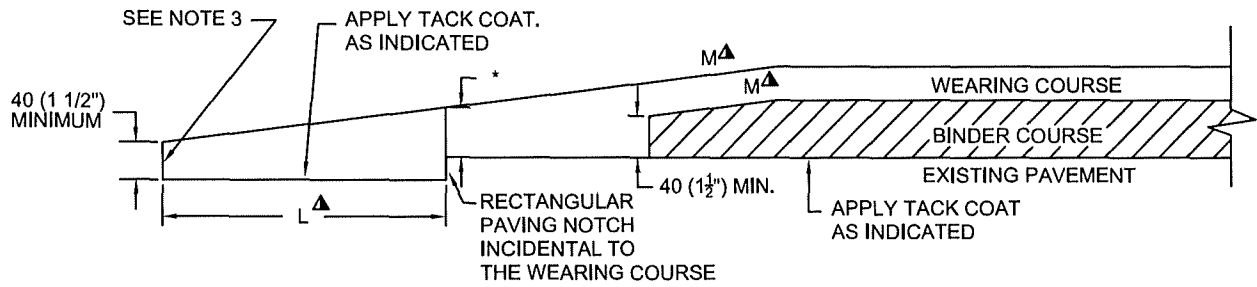 SEE NOTE 3
APPLY TACK COAT.
AS INDICATED
*
M
M
WEARING COURSE
40 (1 1/2")
MINIMUM
BINDER COURSE
EXISTING PAVEMENT
40 (1½") MIN.
L
RECTANGULAR
PAVING NOTCH
INCIDENTAL TO
THE WEARING COURSE
APPLY TACK COAT
AS INDICATED